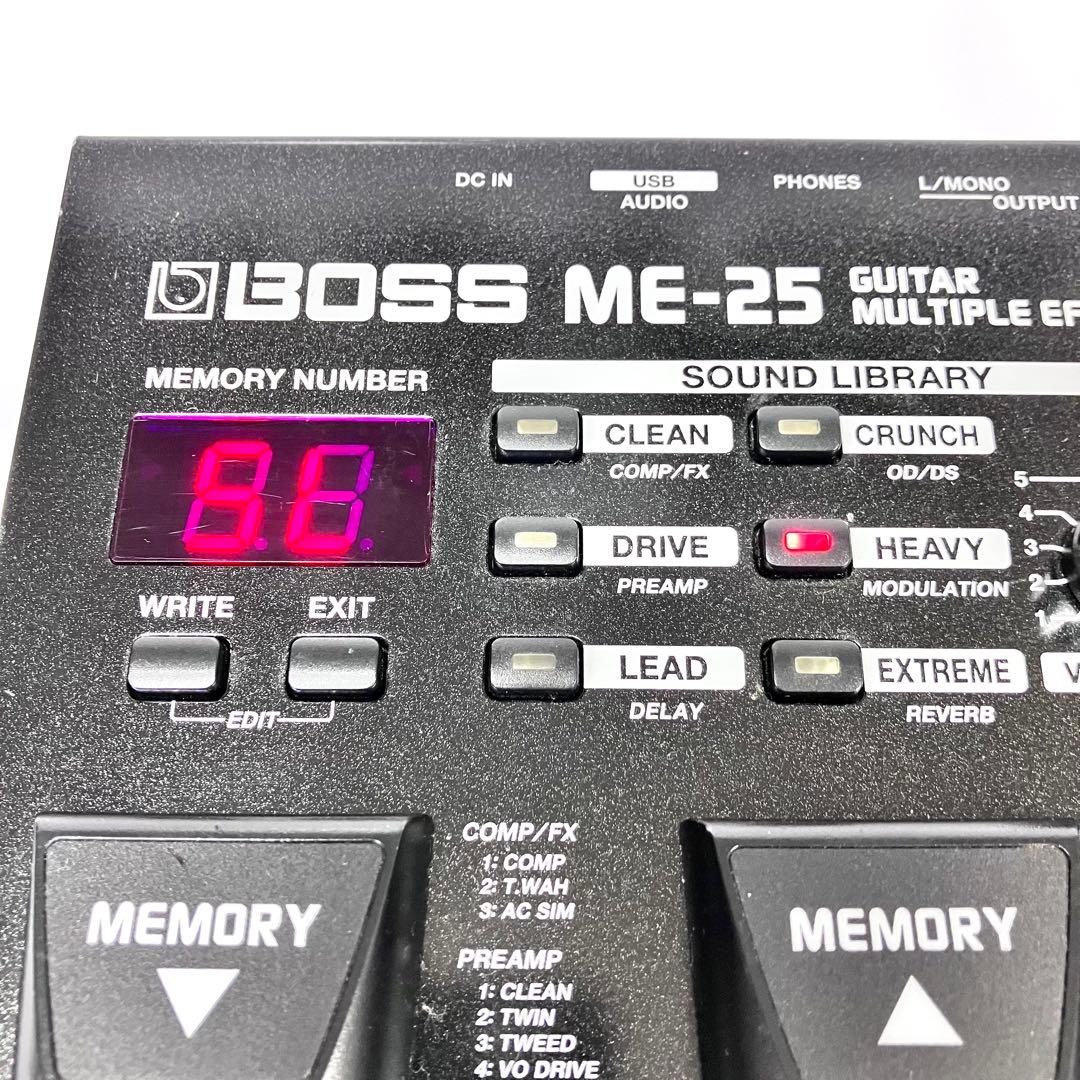 DC IN
USB
AUDIO
PHONES
L/MONO
OUTPUT
BOSS ME-25 GUITAR
MULTIPLE EF
MEMORY NUMBER
SOUND LIBRARY
CLEAN
COMP/FX
CRUNCH
OD/DS
5
4
3
2
1
DRIVE
PREAMP
HEAVY
MODULATION
WRITE
EXIT
EDIT
LEAD
DELAY
EXTREME
REVERB
V
COMP/FX
1: COMP
2: T.WAH
3: AC SIM
PREAMP
1: CLEAN
2: TWIN
3: TWEED
4: VO DRIVE
MEMORY
MEMORY